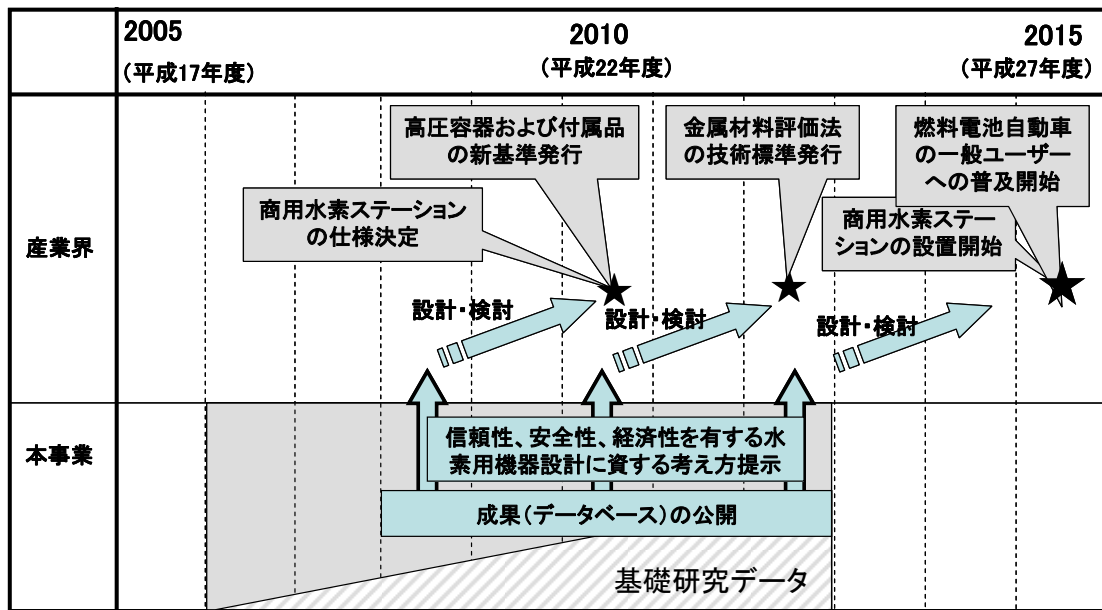 2005
(平成17年度)
2010
(平成22年度)
2015
(平成27年度)
産業界
高圧容器および付属品
の新基準発行
金属材料評価法
の技術標準発行
燃料電池自動車
の一般ユーザー
への普及開始
商用水素ステーション
の仕様決定
商用水素ステー
ションの設置開始
設計・検討
設計・検討
設計・検討
本事業
信頼性、安全性、経済性を有する水
素用機器設計に資する考え方提示
成果(データベース)の公開
基礎研究データ